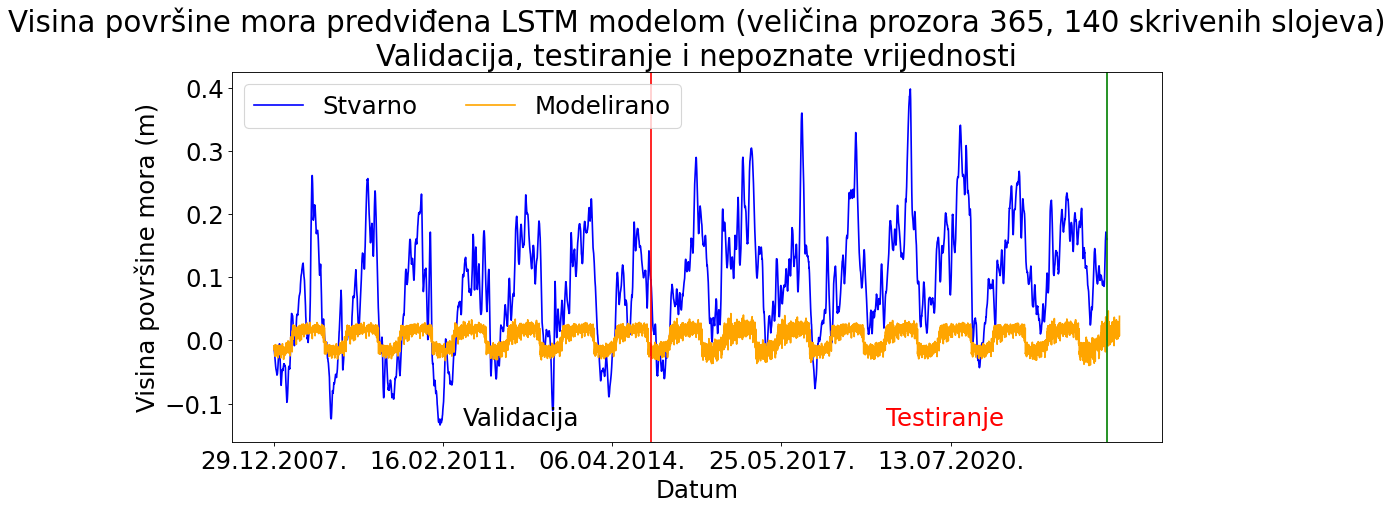 Visina površine mora predviđena LSTM modelom (veličina prozora 365, 140 skrivenih slojeva)
Validacija, testiranje i nepoznate vrijednosti
Stvarno
Modelirano
Visina površine mora (m)
0.4
0.3
0.2
0.1
0.0
−0.1
Validacija
Testiranje
29.12.2007.
16.02.2011.
06.04.2014.
25.05.2017.
13.07.2020.
Datum